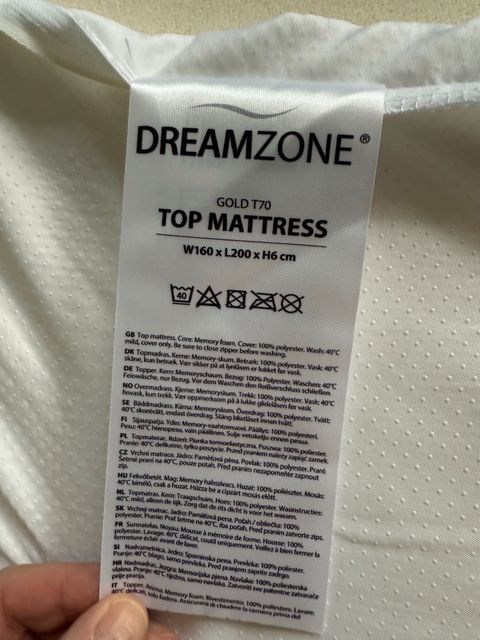 DREAMZONE®
GOLD T70
TOP MATTRESS
W160 x L200 x H6 cm
40
GB Top mattress. Core: Memory foam. Cover: 100% polyester. Wash: 40°C
mild, cover only. Be sure to close zipper before washing.
DK Topmadras. Kerne: Memory-skum. Betræk: 100% polyester. Vask: 40°C
skåne, kun betræk. Vær sikker på at lynlåsen er lukket før vask.
DE Topper. Kern: Memoryschaum. Bezug: 100% Polyester. Waschen: 40°C
Feiowäsche, nur Bezug. Vor dem Waschen den Reißverschluss schließen.
NO Overmadrass. Kjerne: Memoryskum. Trekk: 100% polyester. Vask: 40°C
finvask, kun trekk. Vær oppmerksom på å lukke glidelåsen før vask.
SE Bäddmadrass. Kärna: Memoryskum. Överdrag: 100% polyester. Tvätt:
40°C skontvätt, endast överdrag. Stäng blixtlåset innan tvätt.
FI Sijauspatja. Ydin: Memory-vaahtomuovi. Päällys: 100% polyesteri.
Pesu: 40°C hienopesu, vain päällinen. Sulje vetoketju ennen pesua.
PL Topmaterac. Rdzeń: Pianka termoelastyczna. Poszwa: 100% poliester.
Pranie: 40°C delikatne, tylko poszycie. Przed praniem należy zapiąć zamek.
CZ Vrchní matrace. Jádro: Paměťová pěna. Povlak: 100% polyester. Praní:
Šetrné praní na 40°C, pouze potah. Před praním nezapomeňte zapnout
zip.
HU Fekvőbetét. Mag: Memory habszivacs. Huzat: 100% poliészter. Mosás:
40°C kímélő, csak a huzat. Húzza be a cipzárt mosás előtt.
NL Topmatras. Kern: Traagschuim. Hoes: 100% polyester. Wasinstructies:
40°C mild, alleen de tijk. Zorg dat de rits dicht is voor het wassen.
SK Vrchný matrac. Jadro: Pamäťová pena. Poťah / obliečka: 100%
polyester. Pranie: Prať šetrne na 40°C. Iba poťah. Pred praním zatvorte zips.
FR Surmatelas. Noyau: Mousse à mémoire de forme. Housse: 100%
polyester. Lavage: 40°C délicat, coutil uniquement. Veillez à bien fermer la
fermeture éclair avant de laver.
SI Nadvzmetnica. Jedro: Spominska pena. Prevleka: 100% poliester.
Pranje: 40°C blago, samo prevleko. Pred pranjem zaprite zadrgo.
HR Nadmadrac. Jezgra: Memorijska pjena. Navlaka: 100% poliesterska
vlakna. Pranje: 40°C nježno, samo navlaka. Zatvoriti sve patentne zatvarače
prije pranja.
IT Topper. Anima: Memory foam. Rivestimento: 100% poliestere. Lavare:
40°C delicati, solo fodera. Assicurarsi di chiudere la cerniera prima del